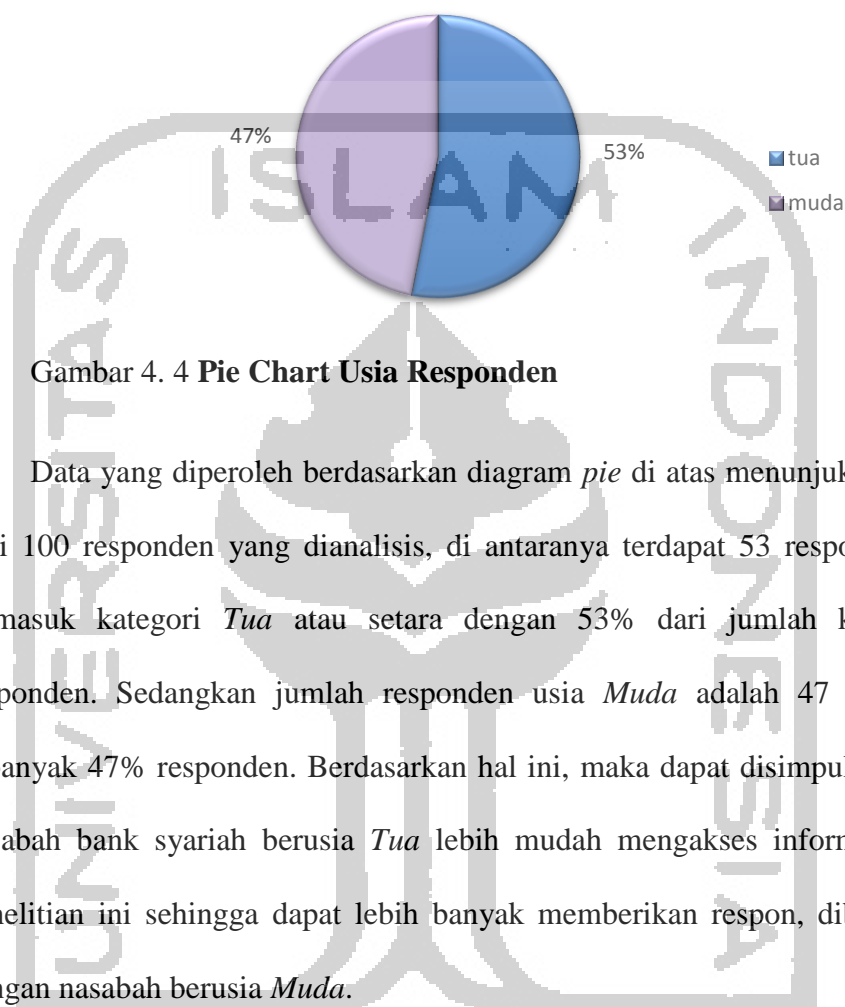 47%
53%
tua
muda
ISLAM
UNIVERSITAS
INDONESIA
Gambar 4. 4 Pie Chart Usia Responden
Data yang diperoleh berdasarkan diagram pie di atas menunjuk
i 100 responden yang dianalisis, di antaranya terdapat 53 respo
masuk kategori Tua atau setara dengan 53% dari jumlah k
ponden. Sedangkan jumlah responden usia Muda adalah 47
banyak 47% responden. Berdasarkan hal ini, maka dapat disimpul
abah bank syariah berusia Tua lebih mudah mengakses inform
nelitian ini sehingga dapat lebih banyak memberikan respon, dib
ngan nasabah berusia Muda.